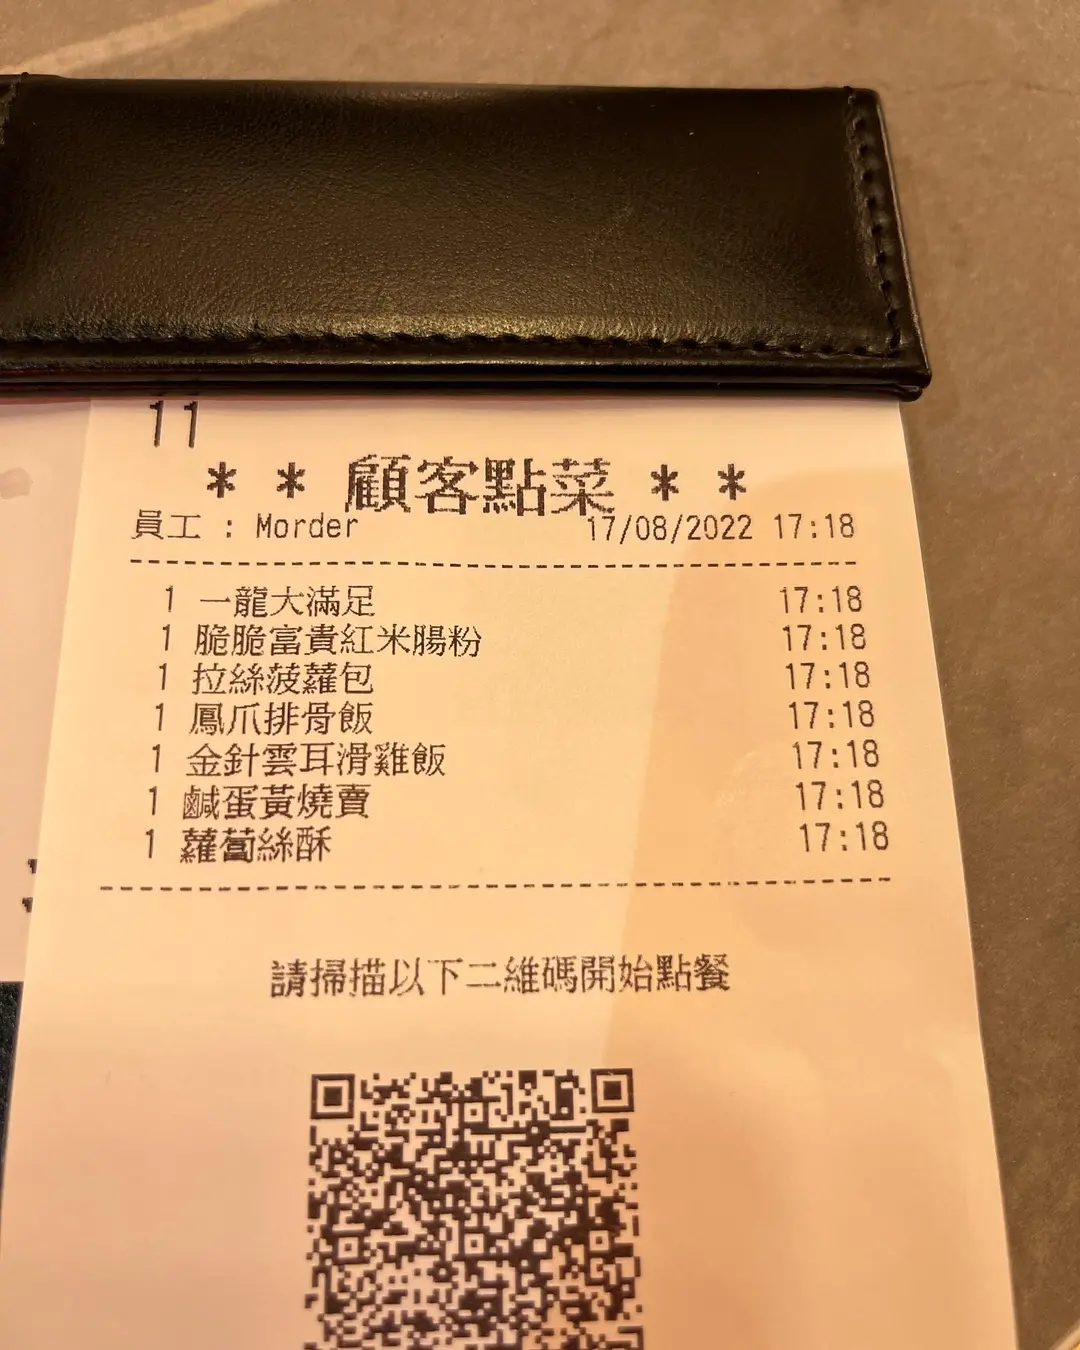 11
* * 顧客點菜 * *
員工 : Morder 17/08/2022 17:18
1 一龍大滿足 17:18
1 脆脆富貴紅米腸粉 17:18
1 拉絲菠蘿包 17:18
1 鳳爪排骨飯 17:18
1 金針雲耳滑雞飯 17:18
1 鹹蛋黃燒賣 17:18
1 蘿蔔絲酥 17:18
請掃描以下二維碼開始點餐